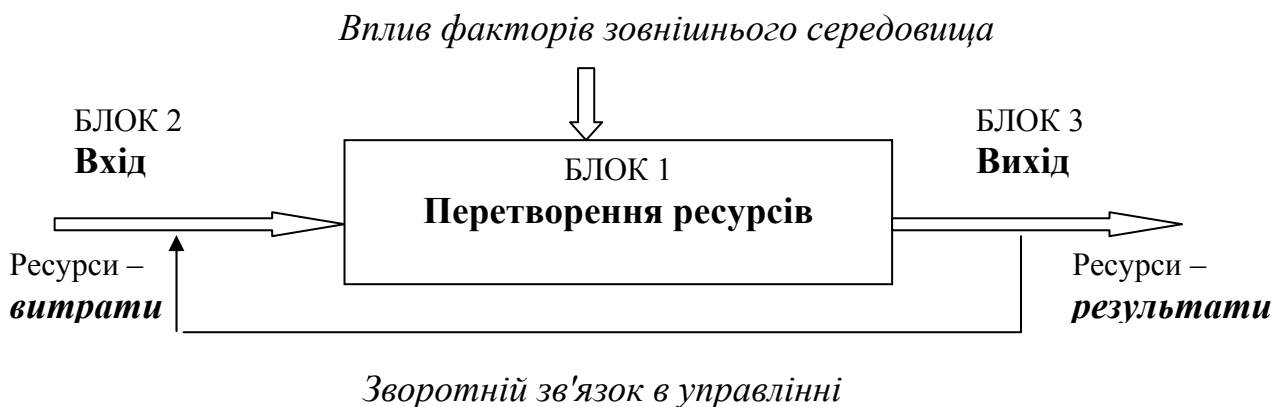 Вплив факторів зовнішнього середовища
БЛОК 2
Вхід
БЛОК 1
Перетворення ресурсів
БЛОК 3
Вихід
Ресурси –
витрати
Ресурси –
результати
Зворотній зв'язок в управлінні